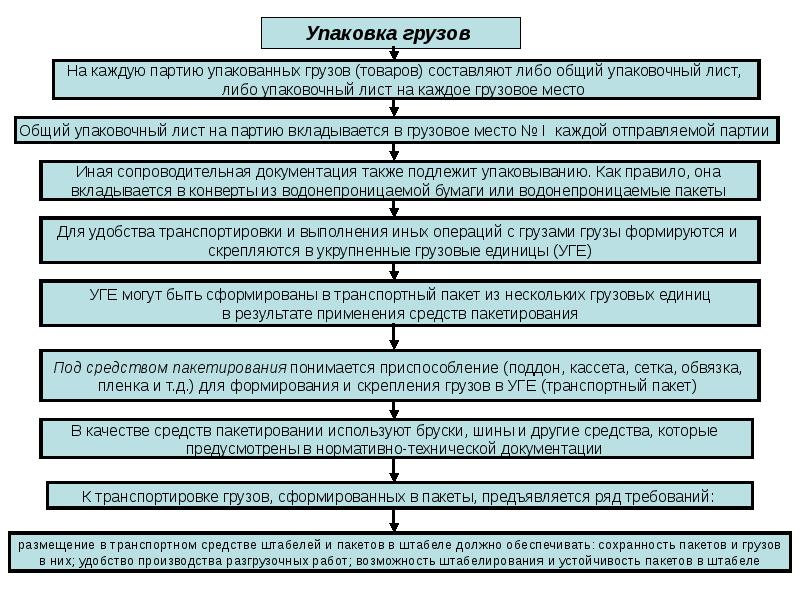 Упаковка грузов
На каждую партию упакованных грузов (товаров) составляют либо общий упаковочный лист,
либо упаковочный лист на каждое грузовое место
Общий упаковочный лист на партию вкладывается в грузовое место № I каждой отправляемой партии
Иная сопроводительная документация также подлежит упаковыванию. Как правило, она
вкладывается в конверты из водонепроницаемой бумаги или водонепроницаемые пакеты
Для удобства транспортировки и выполнения иных операций с грузами грузы формируются и
скрепляются в укрупненные грузовые единицы (УГЕ)
УГЕ могут быть сформированы в транспортный пакет из нескольких грузовых единиц
в результате применения средств пакетирования
Под средством пакетирования понимается приспособление (поддон, кассета, сетка, обвязка,
пленка и т.д.) для формирования и скрепления грузов в УГЕ (транспортный пакет)
В качестве средств пакетировании используют бруски, шины и другие средства, которые
предусмотрены в нормативно-технической документации
К транспортировке грузов, сформированных в пакеты, предъявляется ряд требований:
размещение в транспортном средстве штабелей и пакетов в штабеле должно обеспечивать: сохранность пакетов и грузов
в них; удобство производства разгрузочных работ; возможность штабелирования и устойчивость пакетов в штабеле